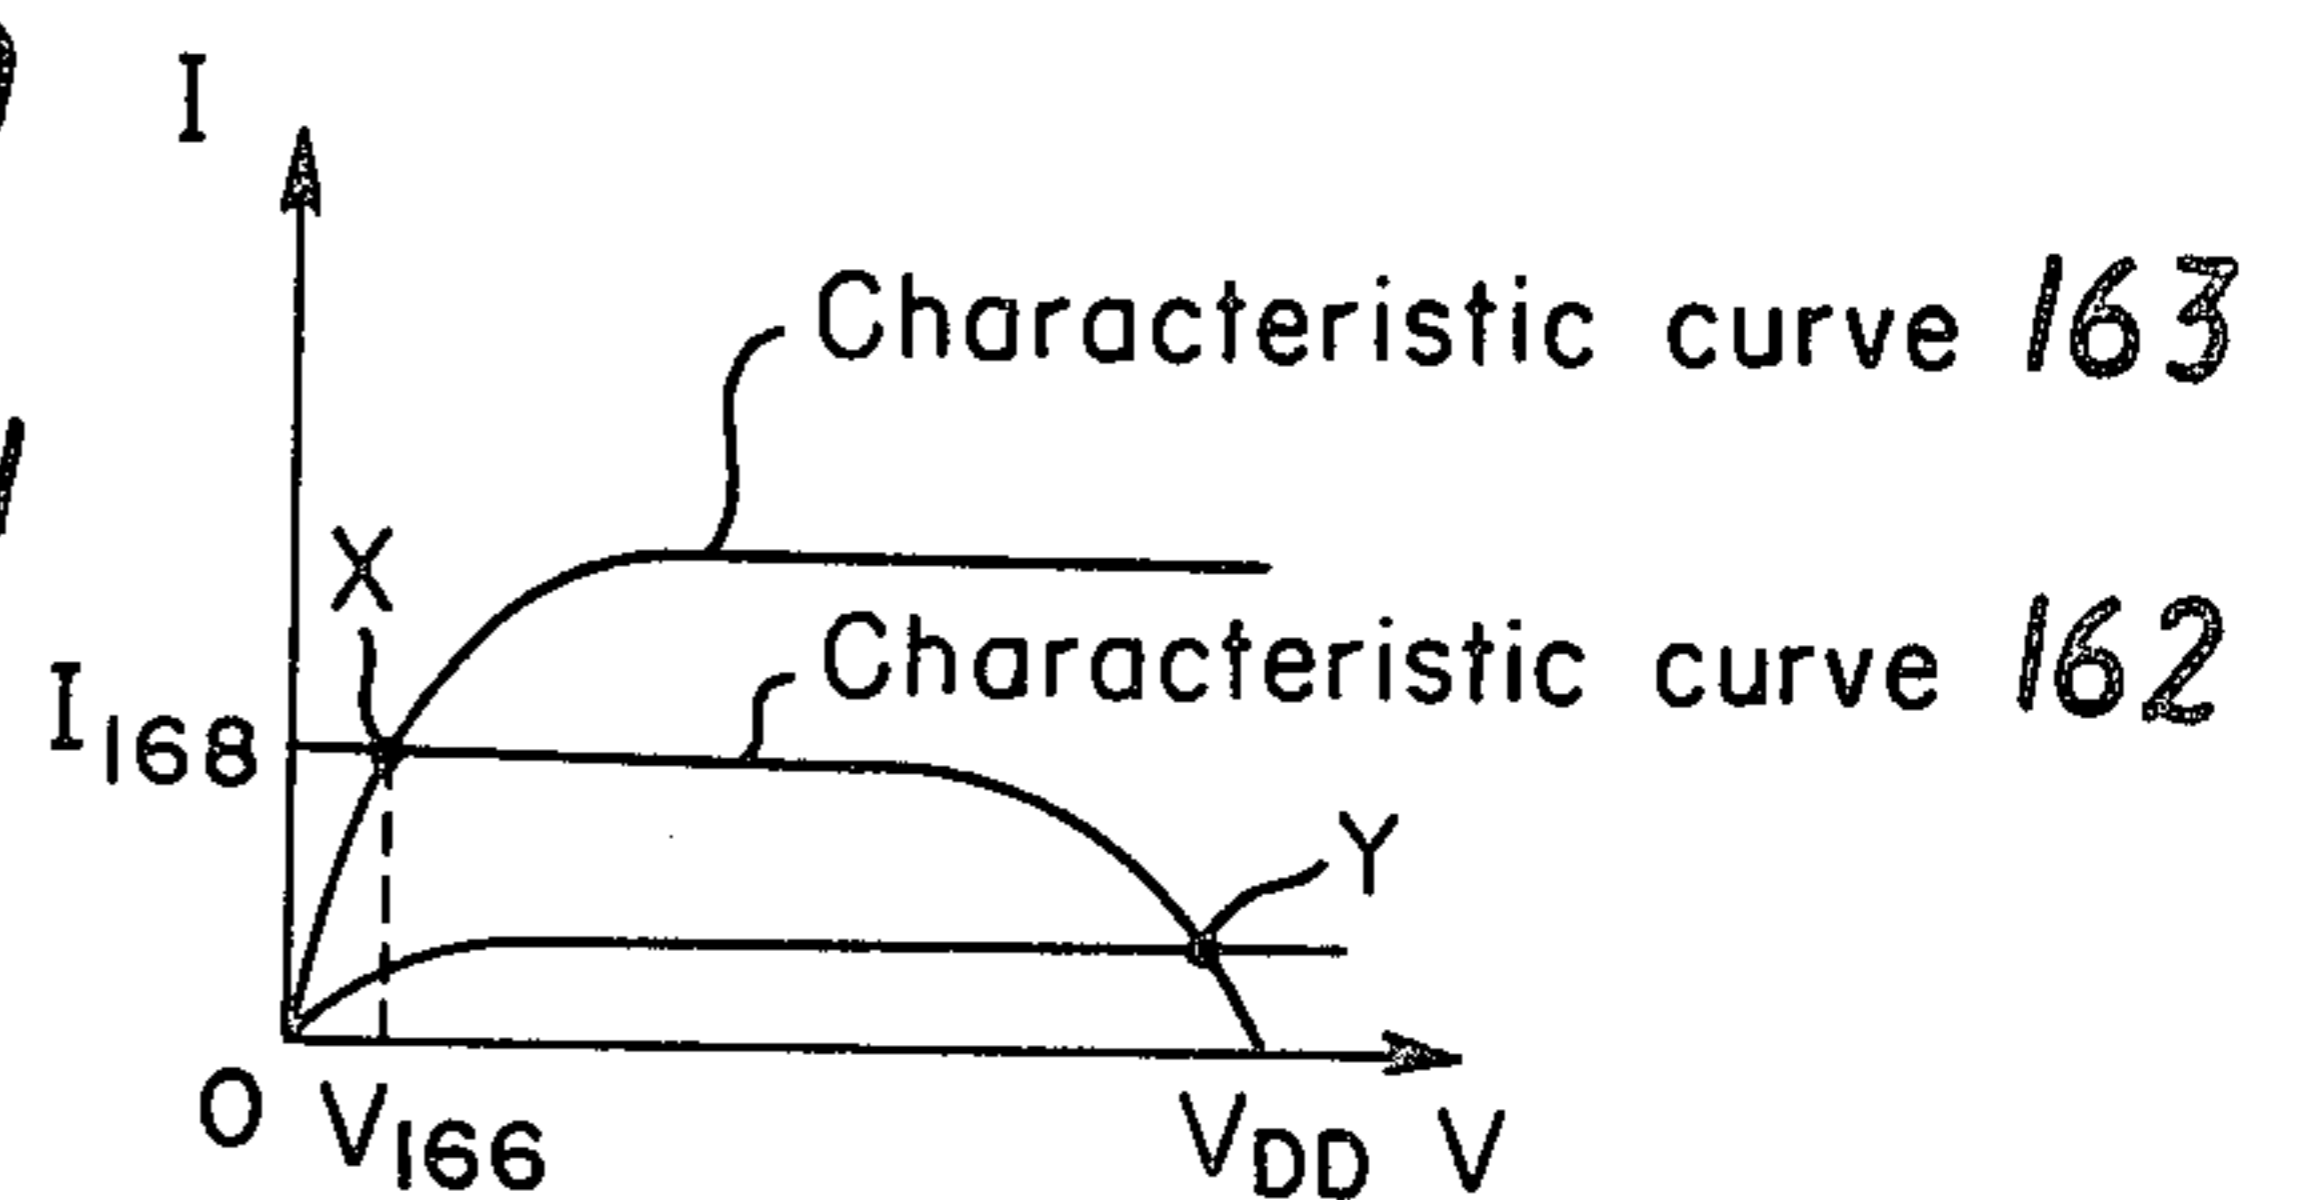 I
Characteristic curve 163
X
Characteristic curve 162
I168
Y
O V166 VDD V